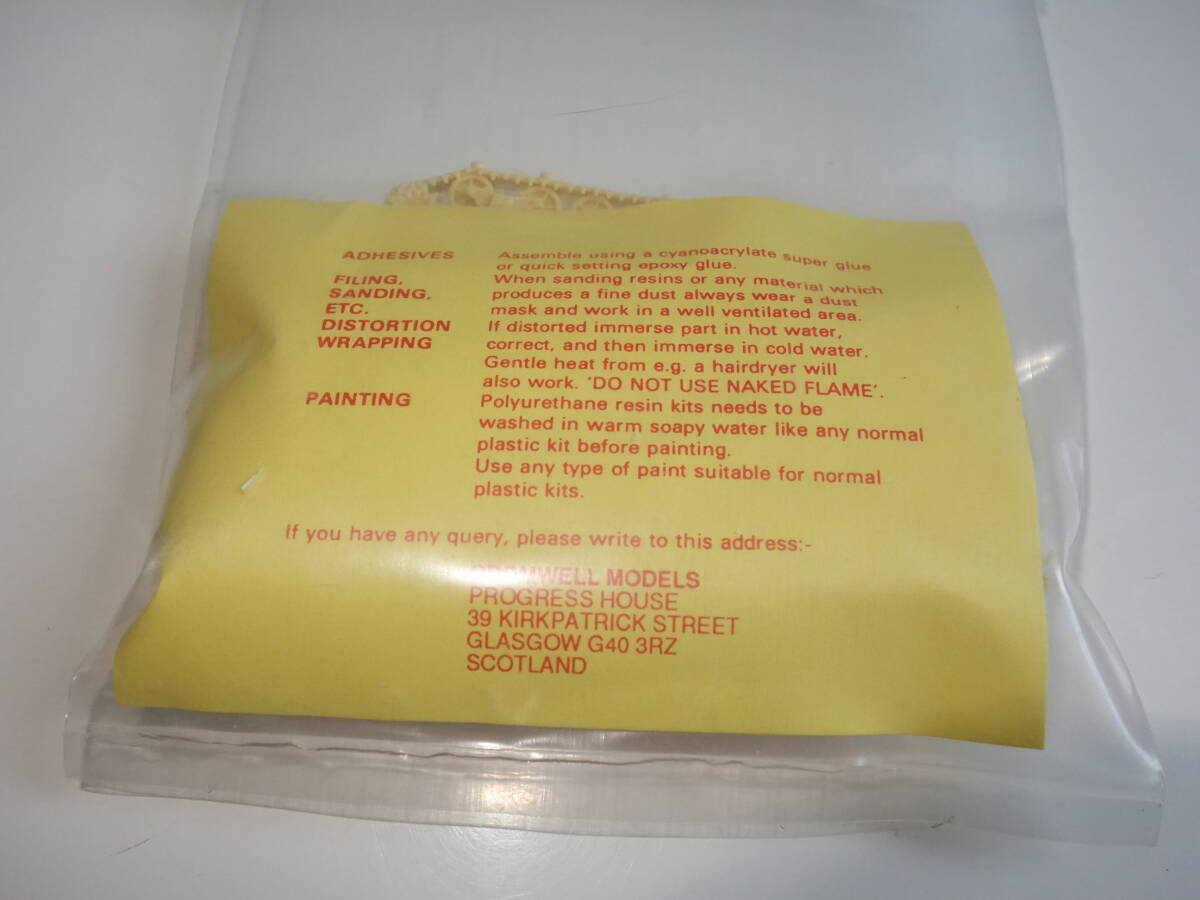 ADHESIVES Assemble using a cyanoacrylate super glue
or quick setting epoxy glue.
FILING, When sanding resins or any material which
SANDING, produces a fine dust always wear a dust
ETC. mask and work in a well ventilated area.
DISTORTION If distorted immerse part in hot water,
WRAPPING correct, and then immerse in cold water.
Gentle heat from e.g. a hairdryer will
also work. 'DO NOT USE NAKED FLAME'.
PAINTING Polyurethane resin kits needs to be
washed in warm soapy water like any normal
plastic kit before painting.
Use any type of paint suitable for normal
plastic kits.
If you have any query, please write to this address:-
MODELS
PROGRESS HOUSE
39 KIRKPATRICK STREET
GLASGOW G40 3RZ
SCOTLAND